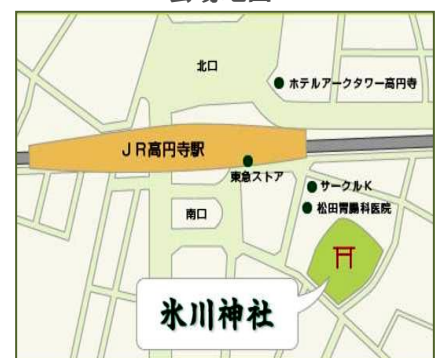 北口
ホテルアークタワー高円寺
JR高円寺駅
東急ストア
サークルK
松田胃腸科医院
南口
氷川神社